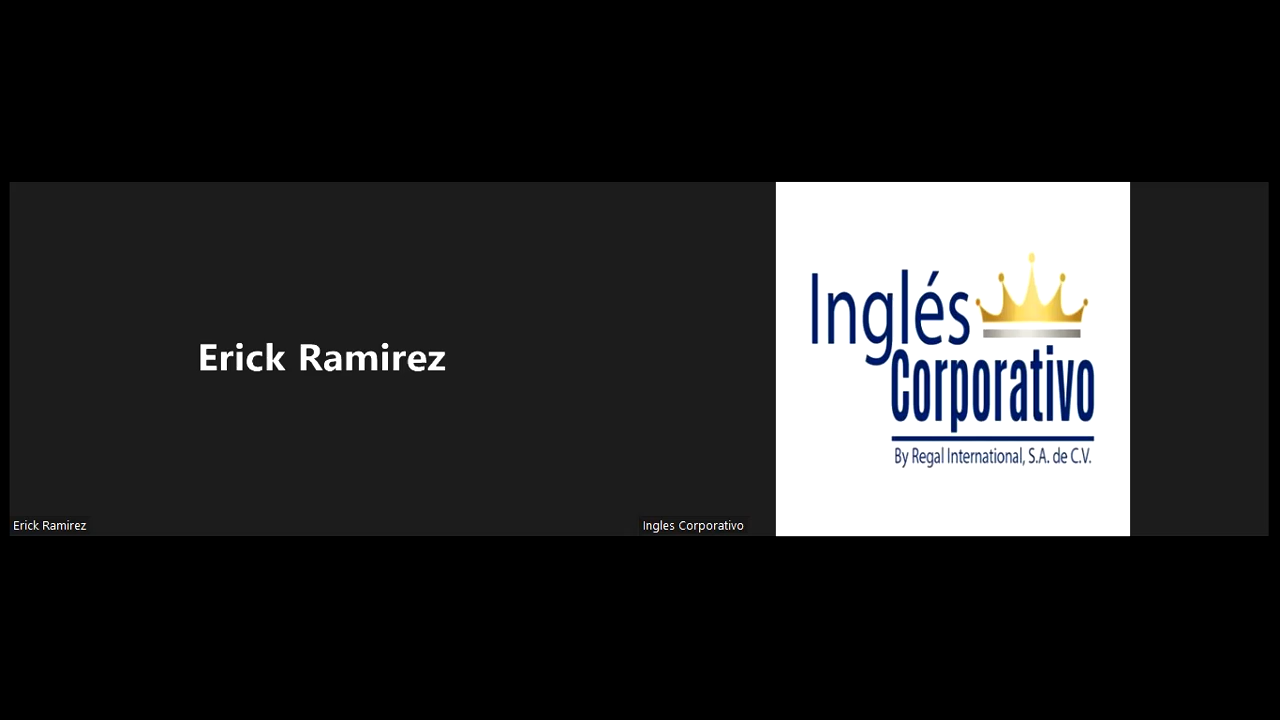 Erick Ramirez
Erick Ramirez
Ingles Corporativo
Inglés
Corporativo
By Regal International, S.A. de C.V.